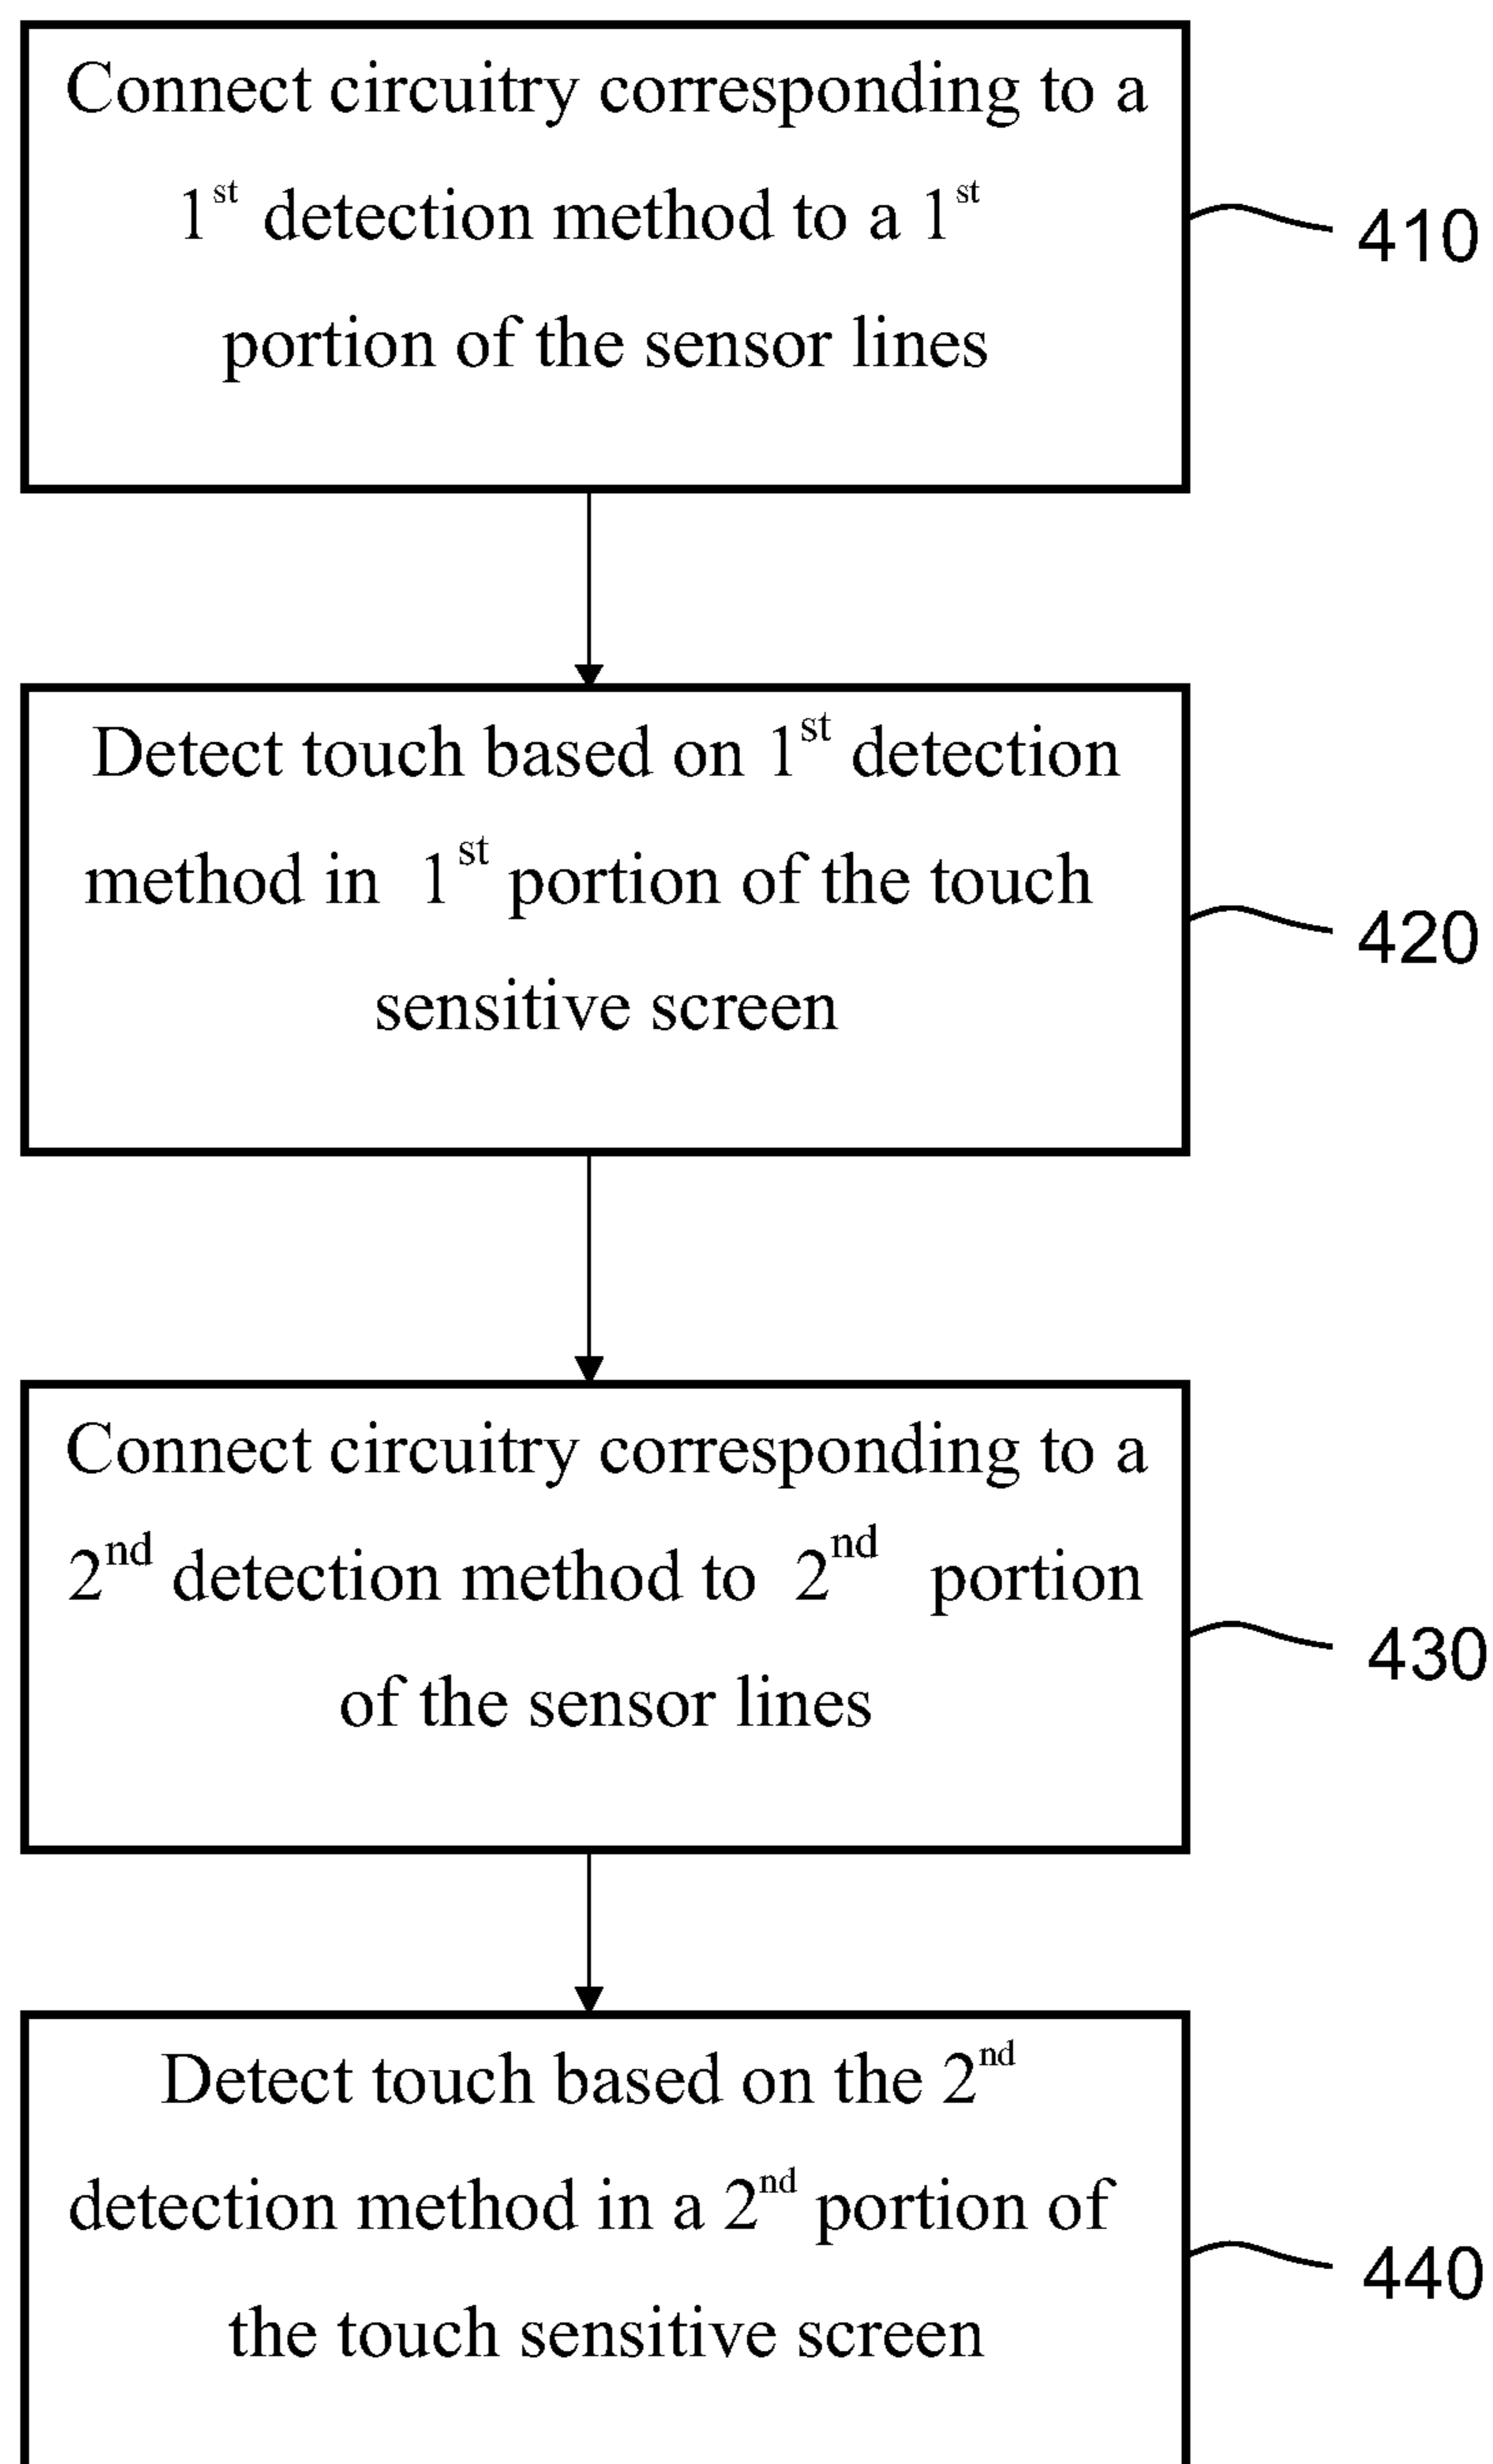 Connect circuitry corresponding to a
1st detection method to a 1st
portion of the sensor lines
410
Detect touch based on 1st detection
method in 1st portion of the touch
sensitive screen
420
Connect circuitry corresponding to a
2nd detection method to 2nd portion
of the sensor lines
430
Detect touch based on the 2nd
detection method in a 2nd portion of
the touch sensitive screen
440